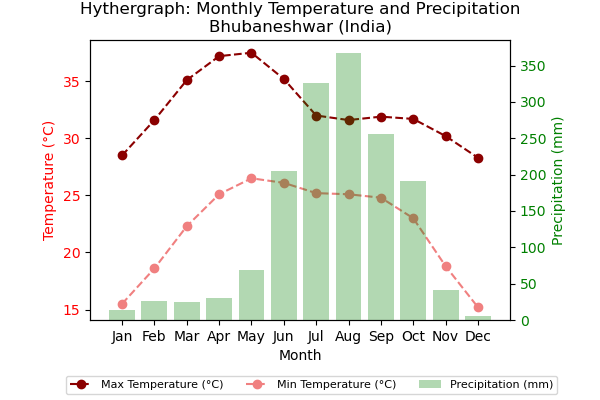 Hythergraph: Monthly Temperature and Precipitation
Bhubaneshwar (India)
Temperature (°C)
35
30
25
20
15
350
300
250
200
150
100
50
0
Precipitation (mm)
Jan Feb Mar Apr May Jun Jul Aug Sep Oct Nov Dec
Month
Max Temperature (°C) Min Temperature (°C) Precipitation (mm)